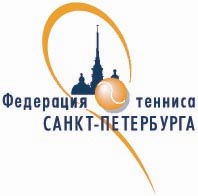 Федерация тенниса
САНКТ-ПЕТЕРБУРГА